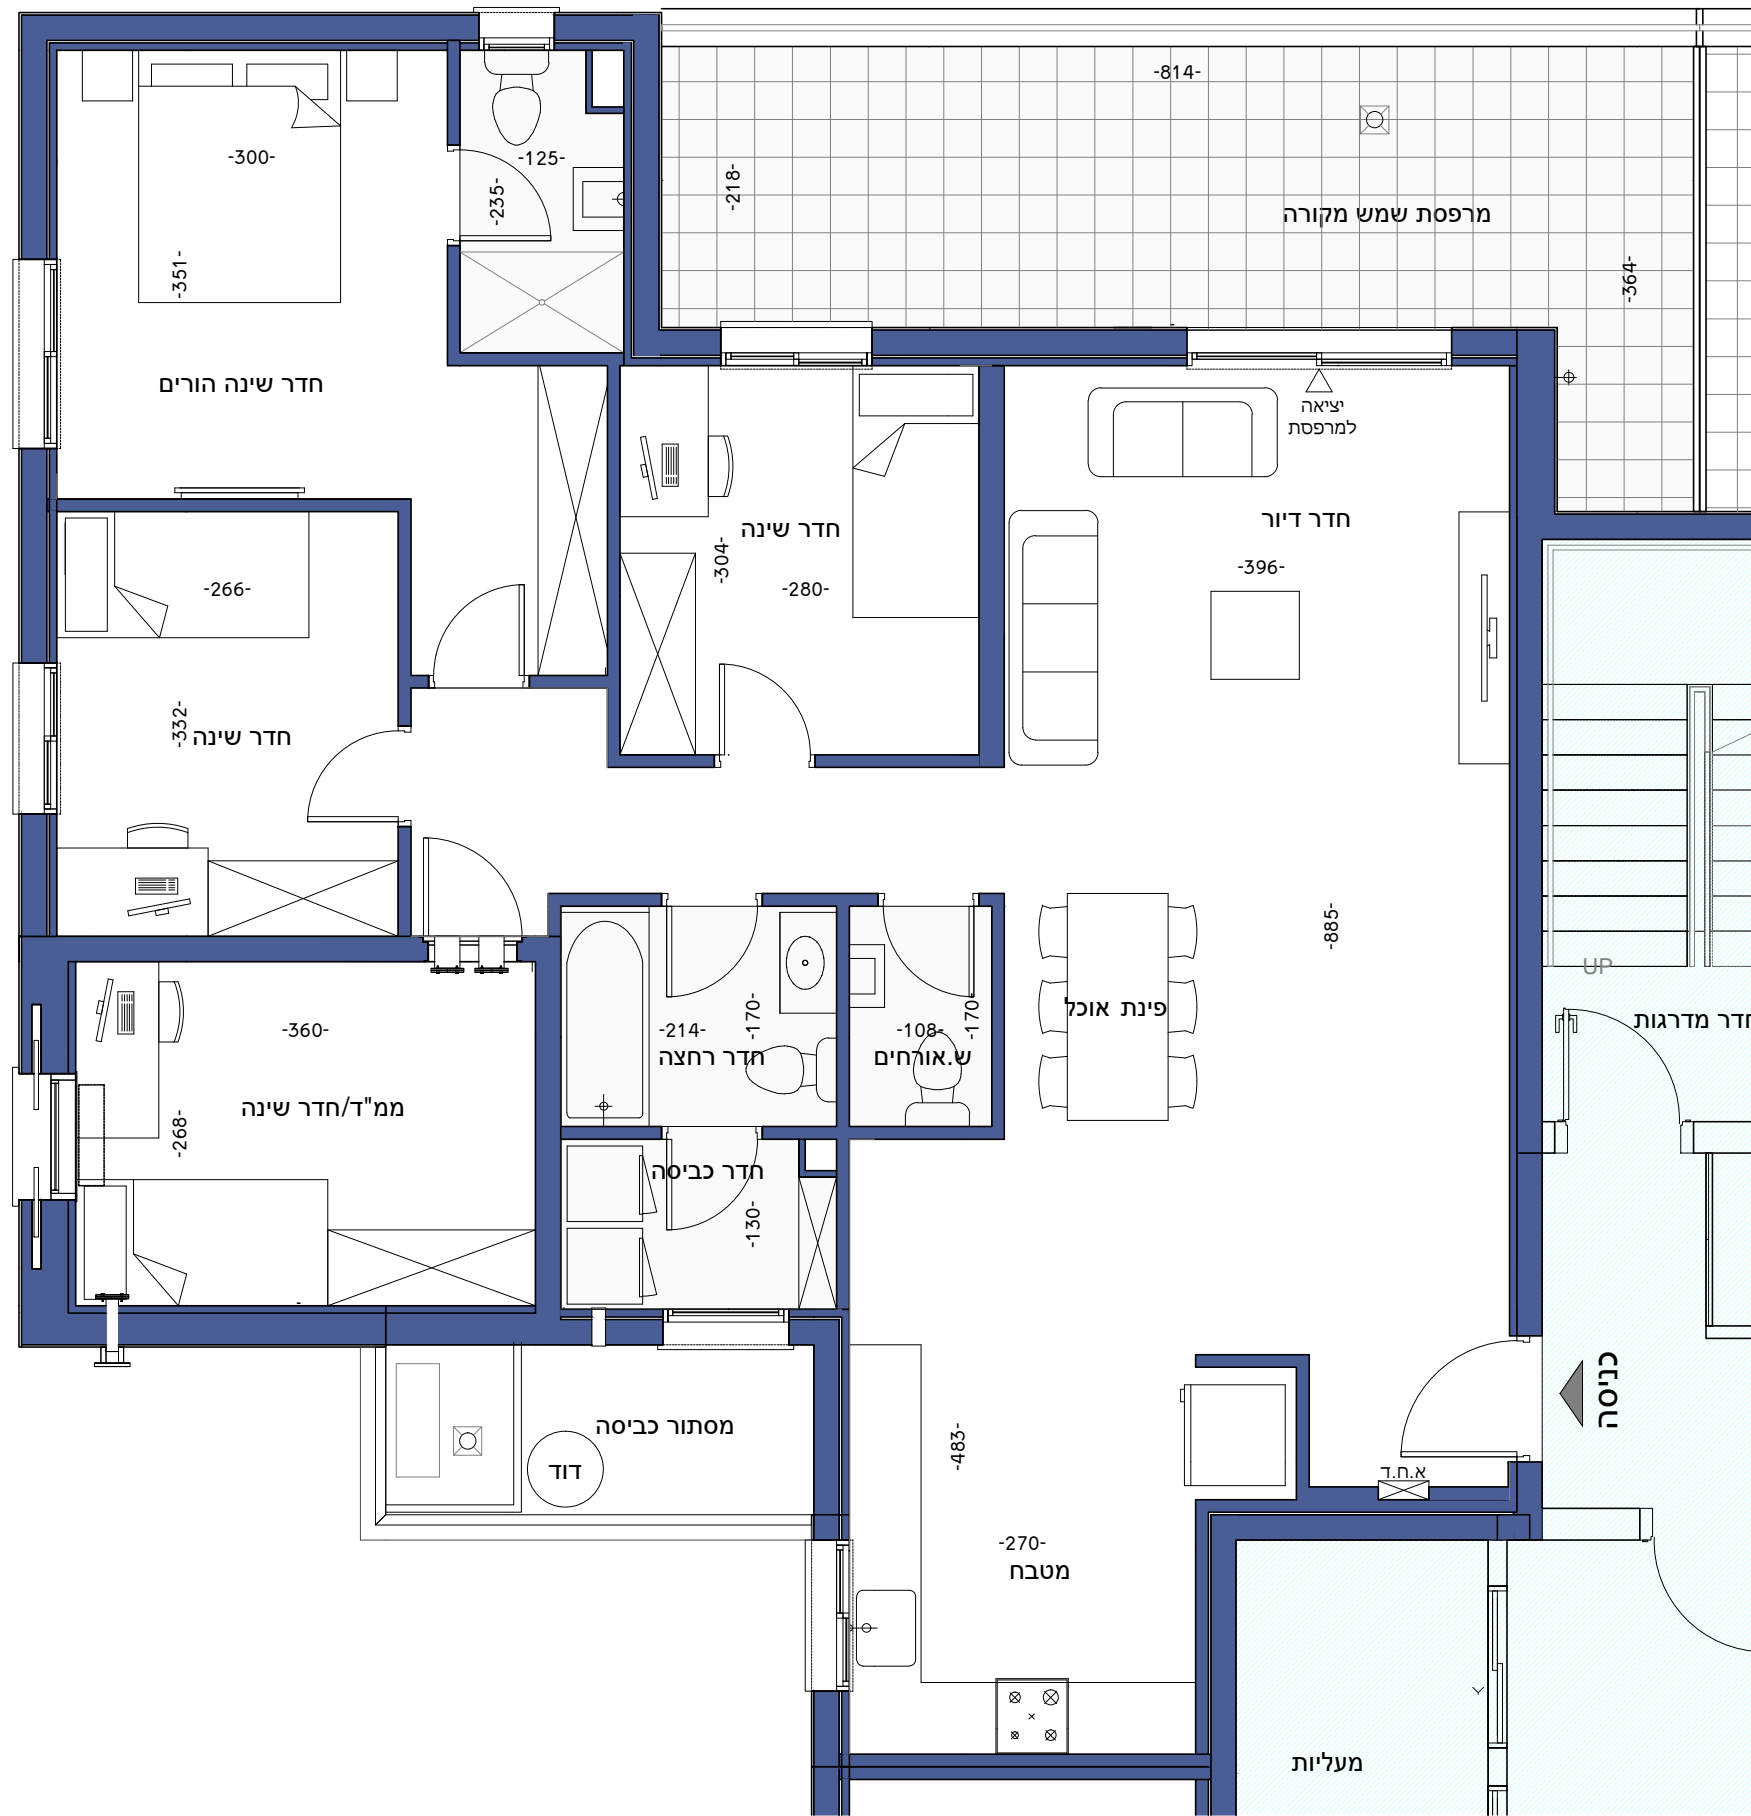 -814-
-300-
-125-
-235-
-218-
מרפסת שמש מקורה
-351-
-364-
חדר שינה הורים
יציאה
למרפסת
חדר דיור
חדר שינה
-304-
-396-
-266-
-280-
-332-
חדר שינה
-885-
UP
פינת אוכל
חדר מדרגות
-360-
-214-
-170-
חדר רחצה
-108-
-170-
ש.אורחים
ממ"ד/חדר שינה
-268-
חדר כביסה
-130-
כניסה
מסתור כביסה
דוד
-483-
א.ח.ד
-270-
מטבח
מעליות